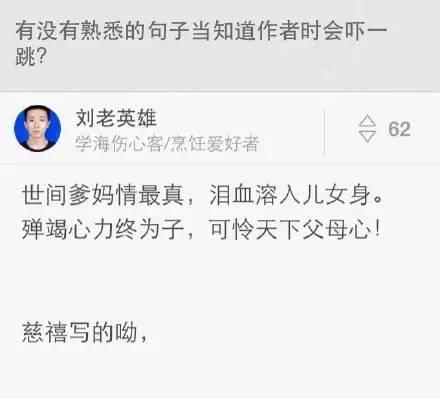 有没有熟悉的句子当知道作者时会吓一
跳?
刘老英雄
62
学海伤心客/烹饪爱好者
世间爹妈情最真，泪血溶入儿女身。
殚竭心力终为子，可怜天下父母心！
慈禧写的呦，